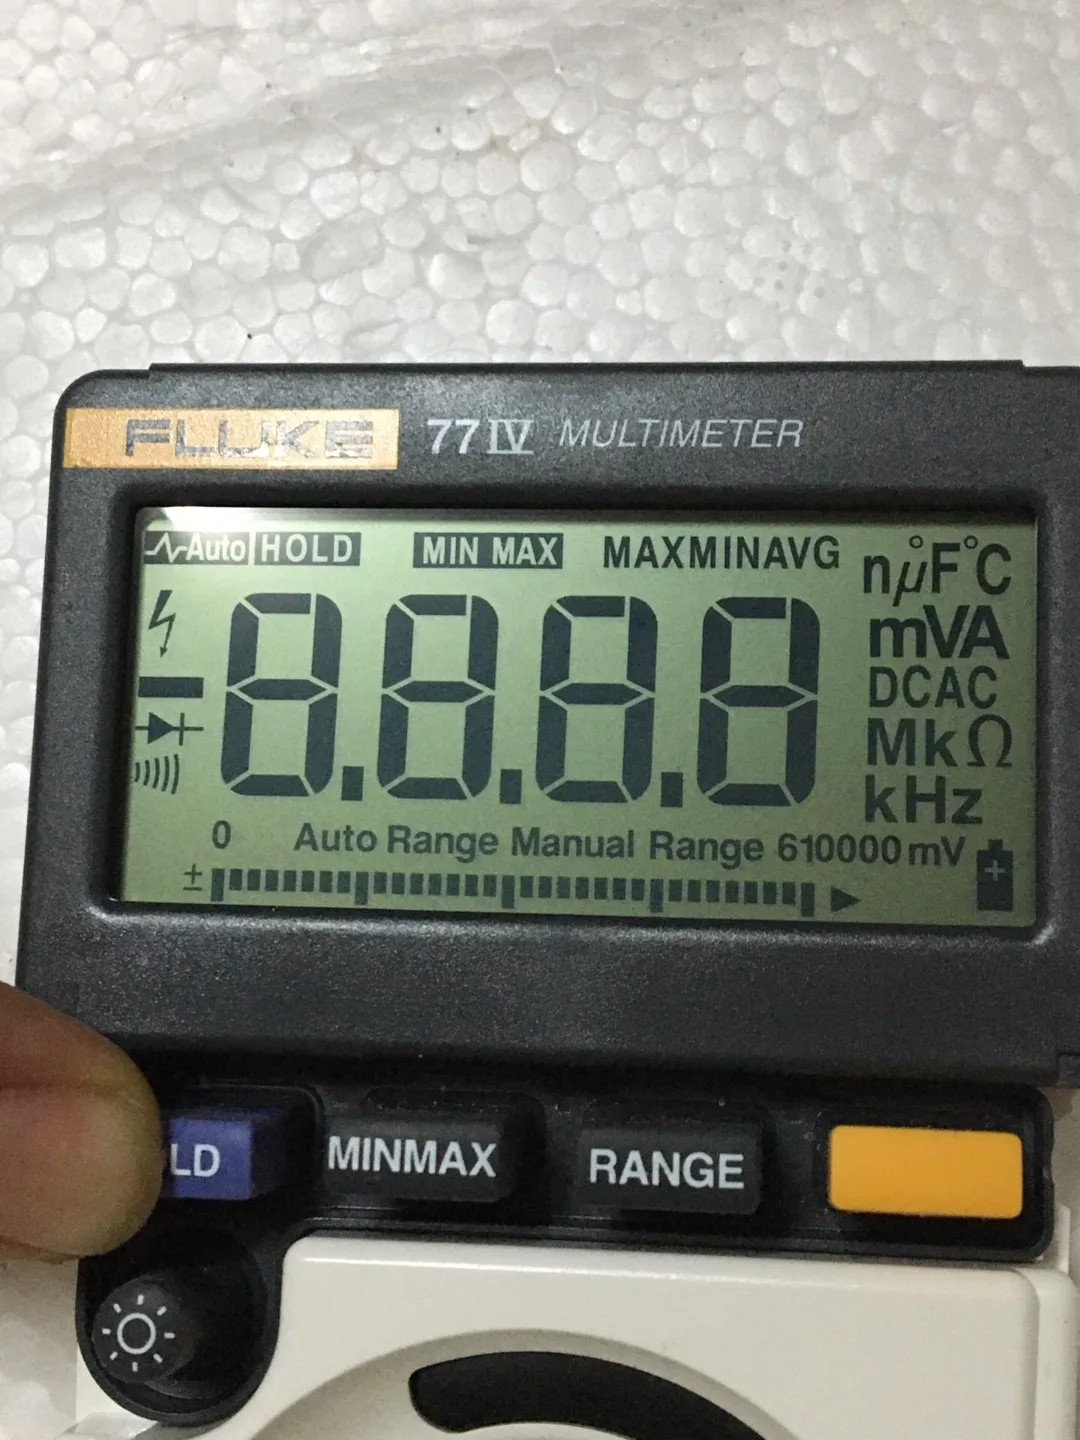 FLUKE 77 IV MULTIMETER
Auto HOLD MIN MAX MAXMINAVG nµF°C
mVA
8.8.8.8
DCAC
MkΩ
kHz
0 Auto Range Manual Range 610000 mV
±
LD MINMAX RANGE